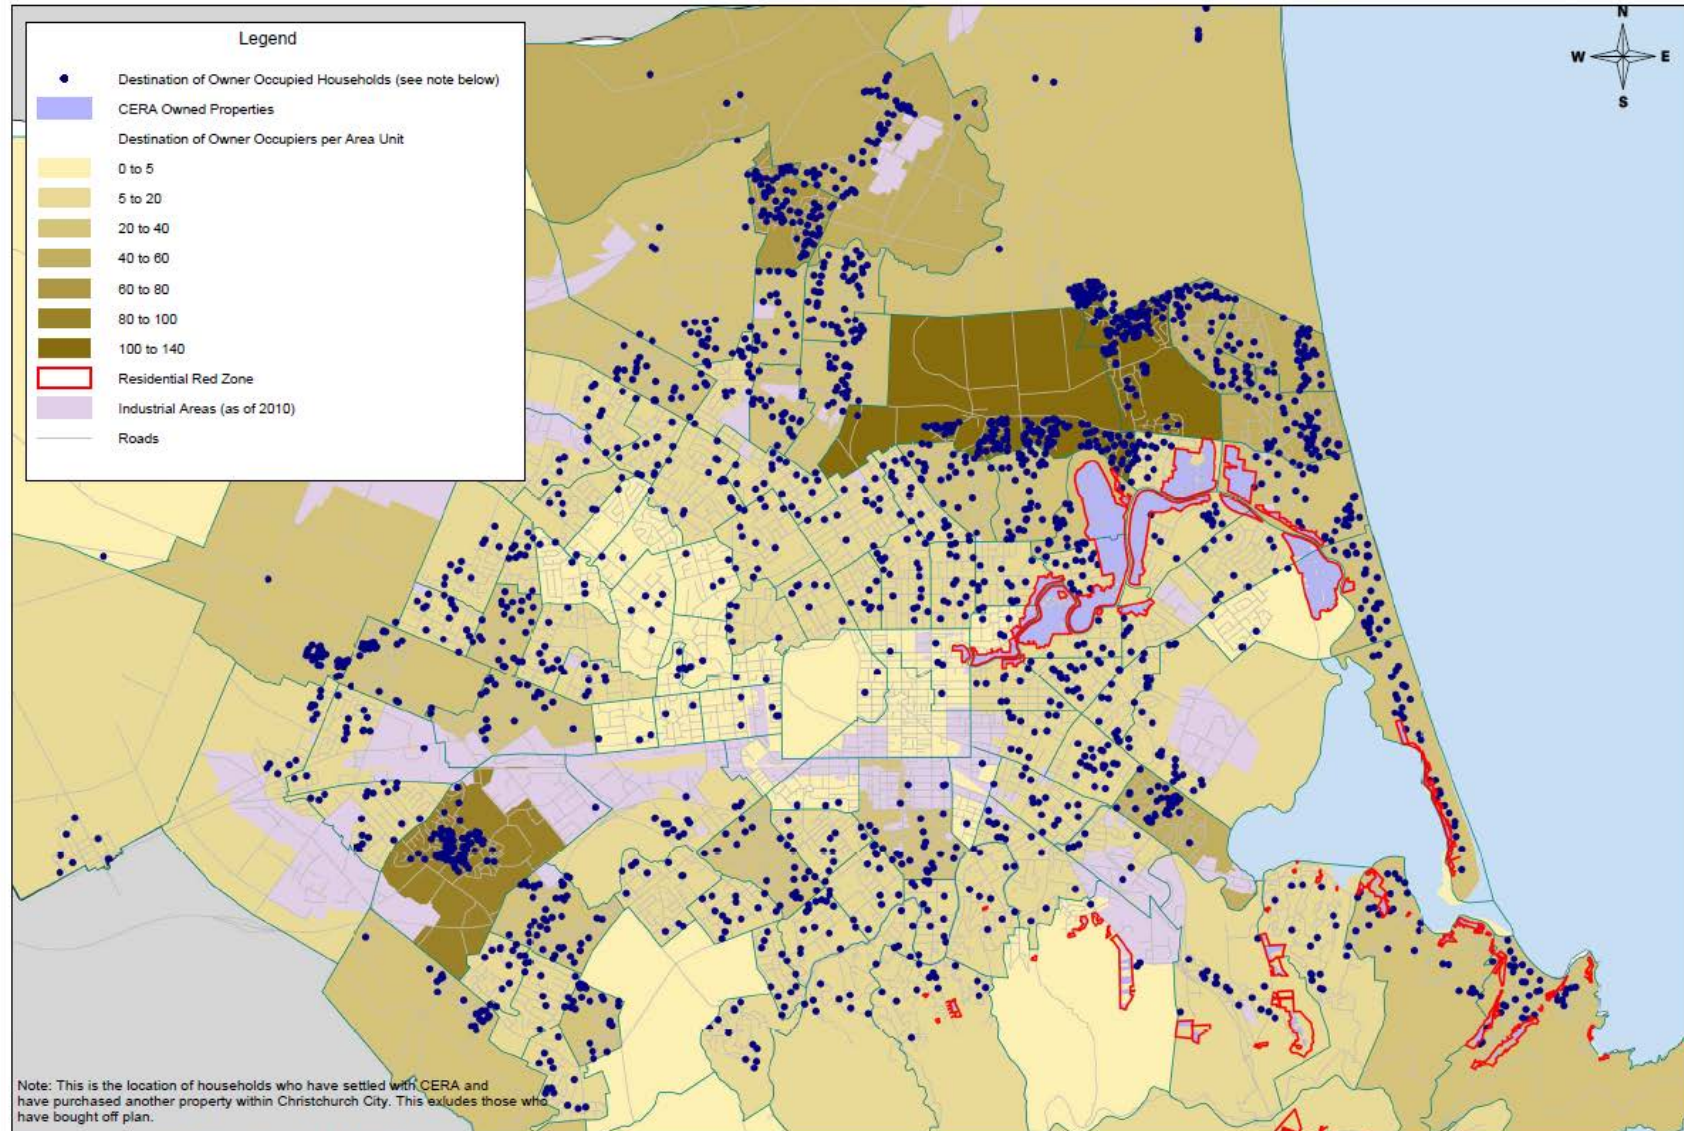 Legend
Destination of Owner Occupied Households (see note below)
CERA Owned Properties
Destination of Owner Occupiers per Area Unit
0 to 5
5 to 20
20 to 40
40 to 60
60 to 80
80 to 100
100 to 140
Residential Red Zone
Industrial Areas (as of 2010)
Roads
N
W
E
S
Note: This is the location of households who have settled with CERA and
have purchased another property within Christchurch City. This exludes those who
have bought off plan.